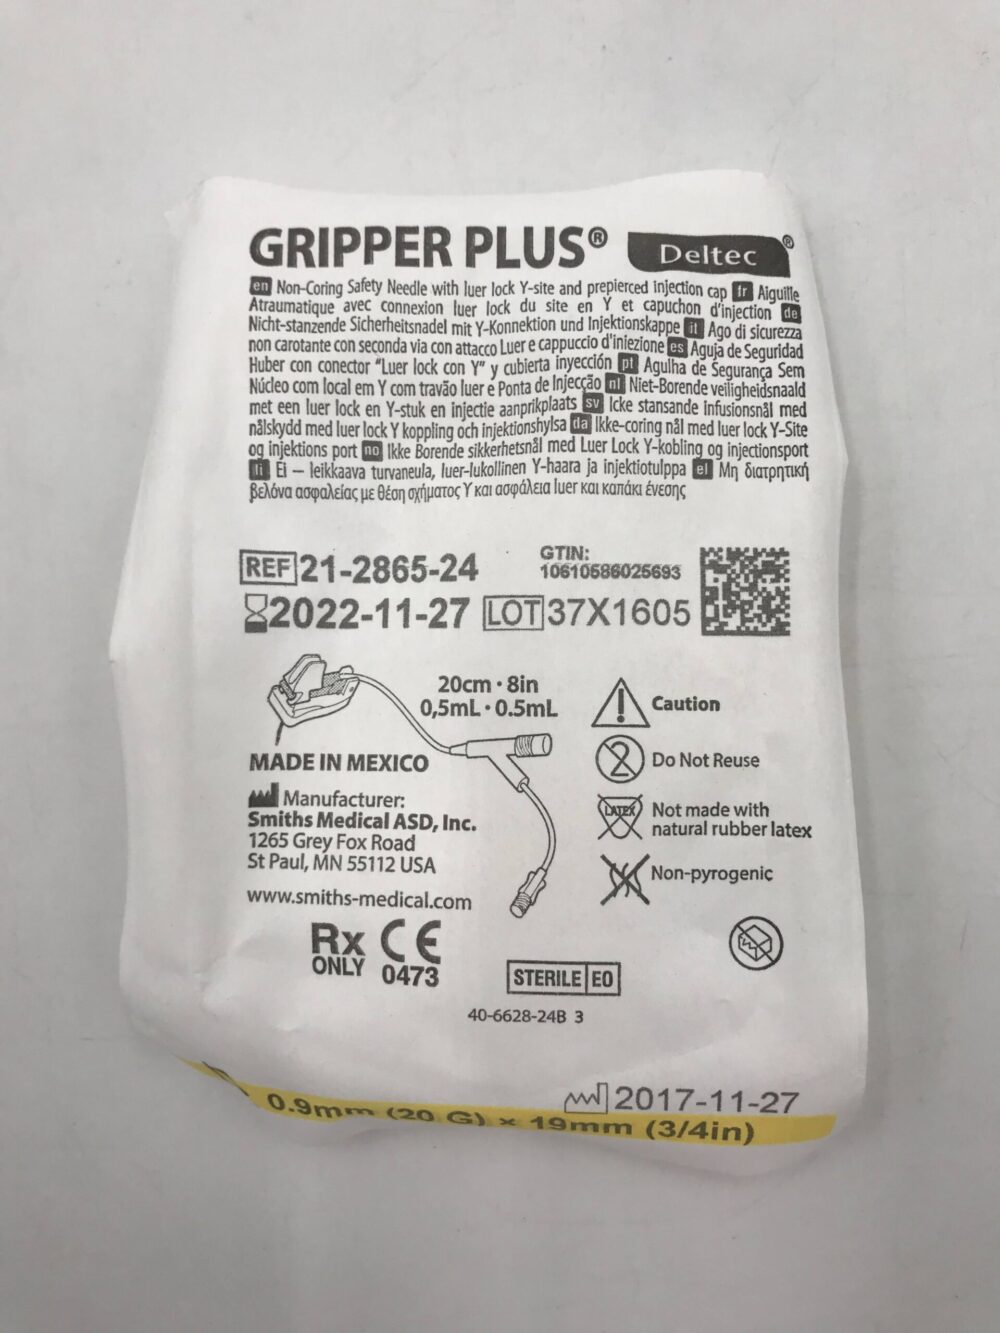 GRIPPER PLUS® Deltec®
en Non-Coring Safety Needle with luer lock Y-site and prepierced injection cap fr Aiguille
Atraumatique avec connexion luer lock du site en Y et capuchon d'injection de
Nicht-stanzende Sicherheitsnadel mit Y-Konnektion und Injektionskappe it Ago di sicurezza
non carotante con seconda via con attacco Luer e cappuccio d'iniezione es Aguja de Seguridad
Huber con conector "Luer lock con Y" y cubierta inyección pt Agulha de Segurança Sem
Núcleo com local em Y com travão luer e Ponta de Injecção nl Niet-Borende veiligheidsnaald
met een luer lock en Y-stuk en injectie aanprikplaats sv Icke stansande Infusionsnål med
nålskydd med luer lock Y koppling och injektionshylsa da Ikke-coring nål med luer lock Y-Site
og injektions port no Ikke Borende sikkerhetsnål med Luer Lock Y-kobling og injectionsport
fi Ei – leikkaava turvaneula, luer-lukollinen Y-haara ja injektiotulppa el Μη διατρητική
βελόνα ασφαλείας με θέση σχήματος Υ και ασφάλεια luer και καπάκι ένεσης
REF 21-2865-24
GTIN:
10610586025693
2022-11-27 LOT 37X1605
20cm · 8in
0,5mL · 0.5mL
Caution
Do Not Reuse
LATEX Not made with
natural rubber latex
Non-pyrogenic
MADE IN MEXICO
Manufacturer:
Smiths Medical ASD, Inc.
1265 Grey Fox Road
St Paul, MN 55112 USA
www.smiths-medical.com
Rx ONLY
CE 0473
STERILE EO
40-6628-24B 3
2017-11-27
0.9mm (20 G) × 19mm (3/4in)